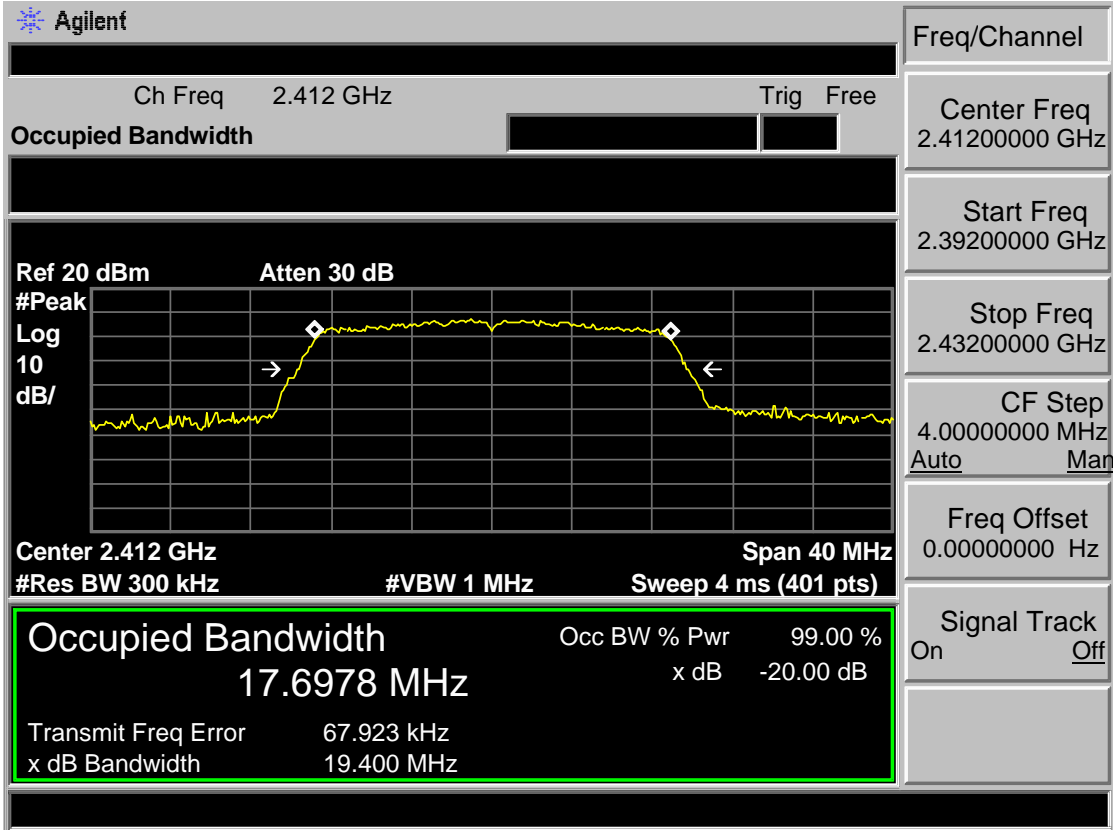 Agilent
Freq/Channel
Ch Freq 2.412 GHz Trig Free
Occupied Bandwidth
Center Freq
2.41200000 GHz
Start Freq
2.39200000 GHz
Ref 20 dBm Atten 30 dB
#Peak
Log
10
dB/
Stop Freq
2.43200000 GHz
CF Step
4.00000000 MHz
Auto Man
Center 2.412 GHz Span 40 MHz
#Res BW 300 kHz #VBW 1 MHz Sweep 4 ms (401 pts)
Freq Offset
0.00000000 Hz
Occupied Bandwidth Occ BW % Pwr 99.00 %
17.6978 MHz x dB -20.00 dB
Transmit Freq Error 67.923 kHz
x dB Bandwidth 19.400 MHz
Signal Track
On Off